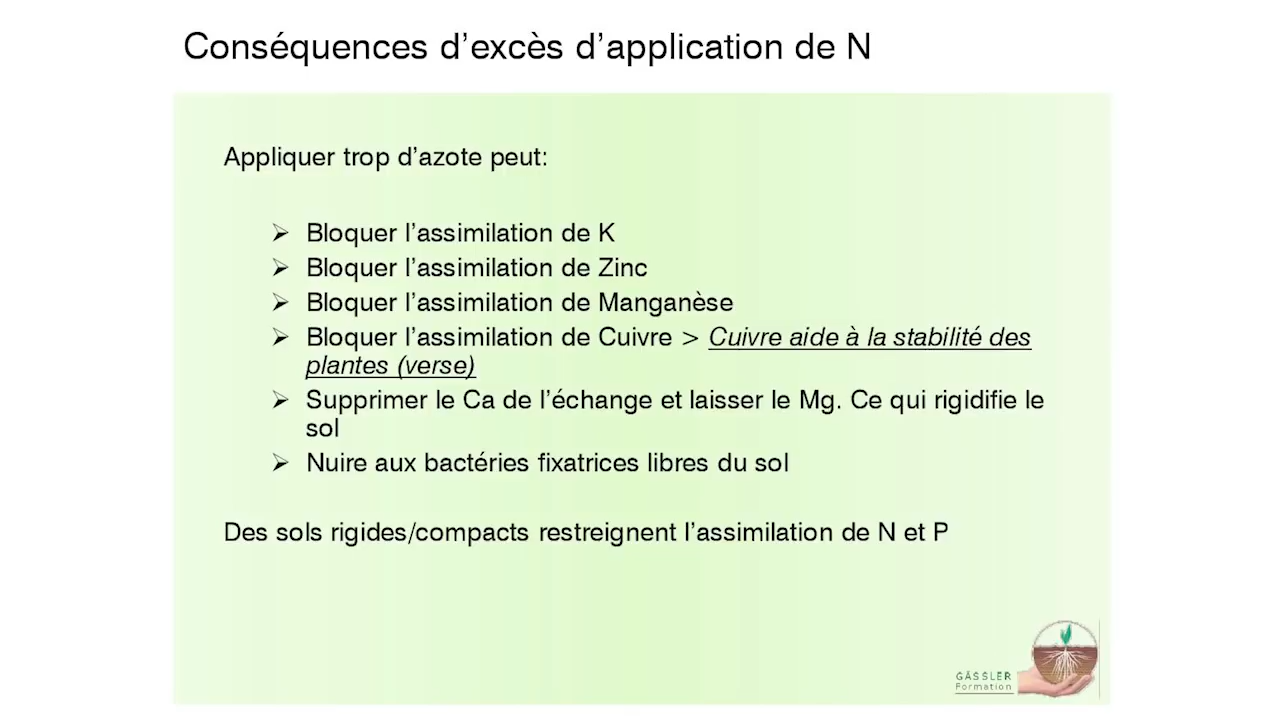 Conséquences d’excès d’application de N
Appliquer trop d’azote peut:
➢ Bloquer l’assimilation de K
➢ Bloquer l’assimilation de Zinc
➢ Bloquer l’assimilation de Manganèse
➢ Bloquer l’assimilation de Cuivre > Cuivre aide à la stabilité des
plantes (verse)
➢ Supprimer le Ca de l’échange et laisser le Mg. Ce qui rigidifie le
sol
➢ Nuire aux bactéries fixatrices libres du sol
Des sols rigides/compacts restreignent l’assimilation de N et P
GÄSSLER
Formation